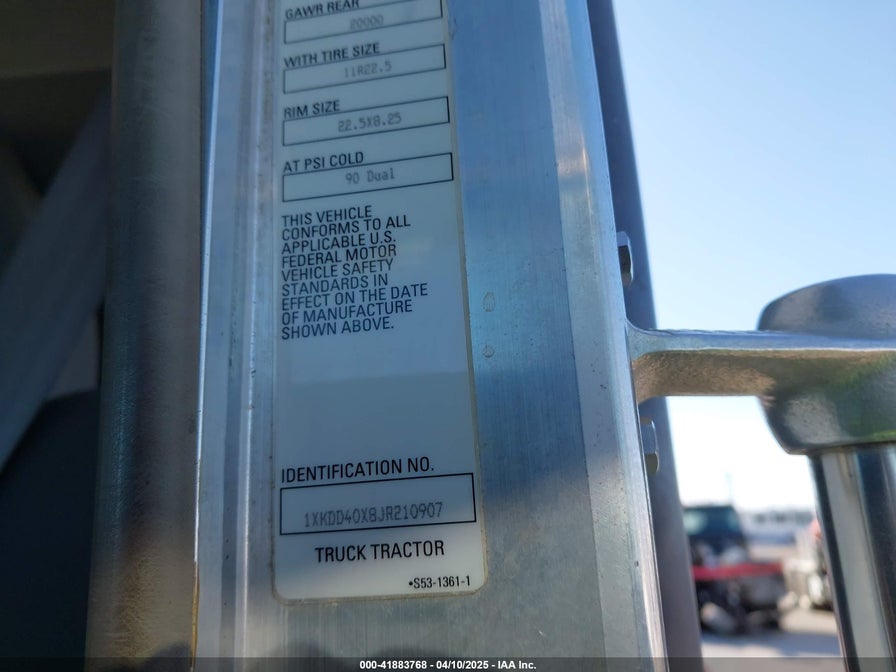 GAWR REAR
20000
WITH TIRE SIZE
11R22.5
RIM SIZE
22.5X8.25
AT PSI COLD
90 Dual
THIS VEHICLE
CONFORMS TO ALL
APPLICABLE U.S.
FEDERAL MOTOR
VEHICLE SAFETY
STANDARDS IN
EFFECT ON THE DATE
OF MANUFACTURE
SHOWN ABOVE.
IDENTIFICATION NO.
1XKDD40X8JR210907
TRUCK TRACTOR
•S53-1361-1
000-41883768 — 04/10/2025 — IAA Inc.